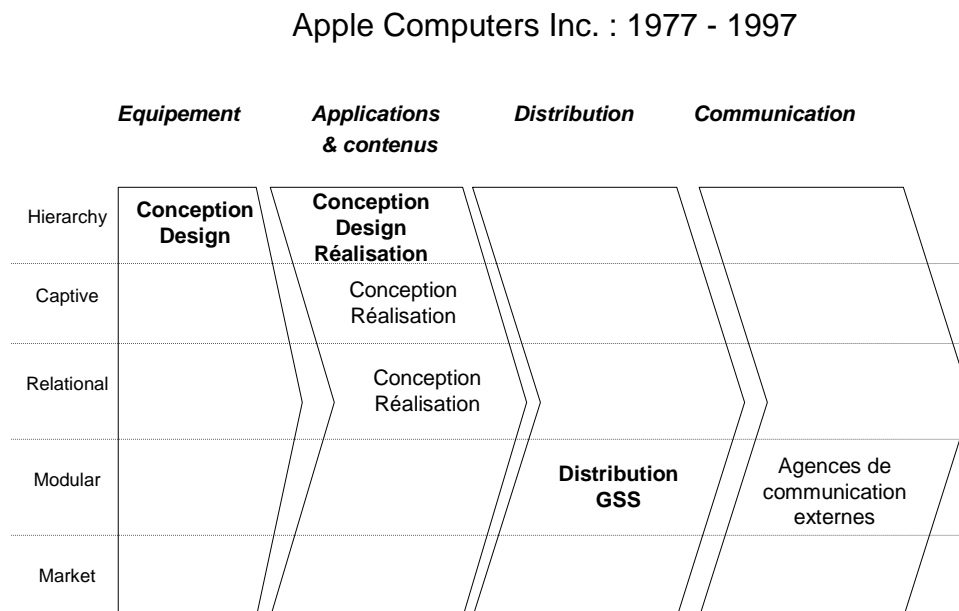 Apple Computers Inc. : 1977 - 1997
Equipement
Applications
& contenus
Distribution
Communication
Hierarchy
Conception
Design
Conception
Design
Réalisation
Captive
Conception
Réalisation
Relational
Conception
Réalisation
Modular
Distribution
GSS
Agences de
communication
externes
Market